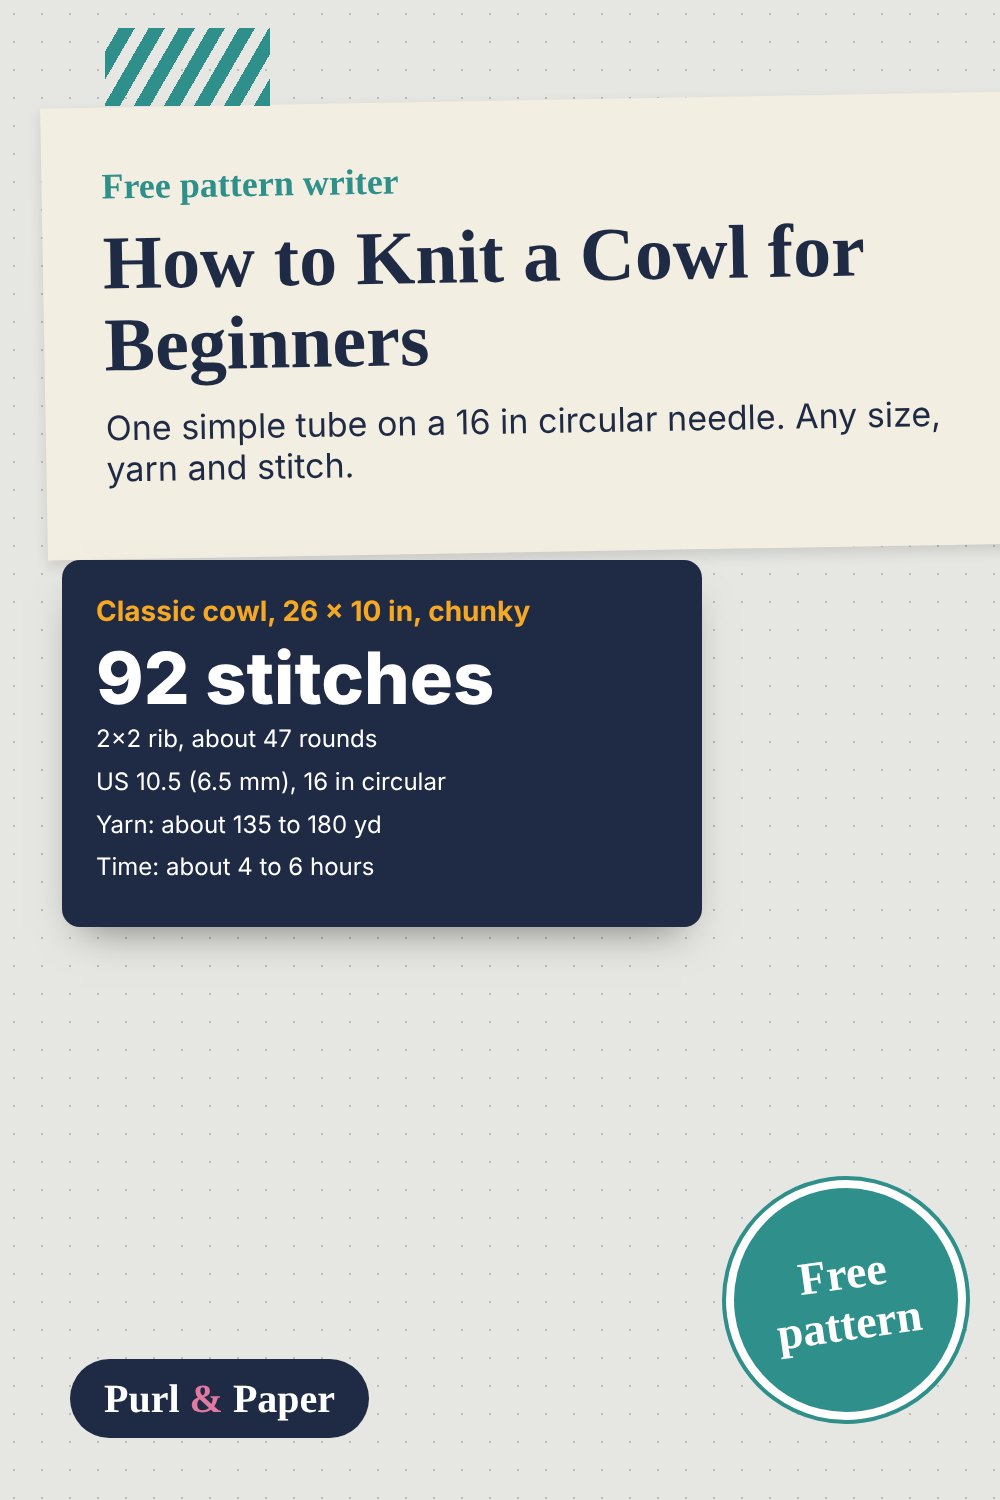 Free pattern writer
How to Knit a Cowl for
Beginners
One simple tube on a 16 in circular needle. Any size,
yarn and stitch.
Classic cowl, 26 × 10 in, chunky
92 stitches
2×2 rib, about 47 rounds
US 10.5 (6.5 mm), 16 in circular
Yarn: about 135 to 180 yd
Time: about 4 to 6 hours
Free
pattern
Purl & Paper